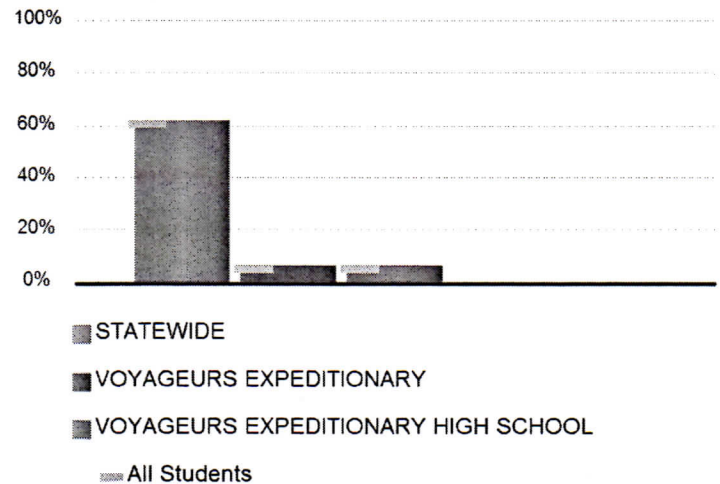 100%
80%
60%
40%
20%
0%
STATEWIDE
VOYAGEURS EXPEDITIONARY
VOYAGEURS EXPEDITIONARY HIGH SCHOOL
All Students